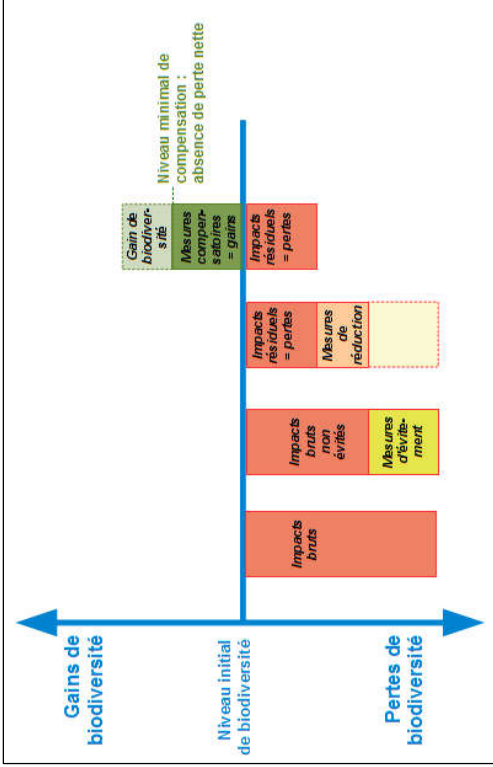 Gains de
biodiversité
Niveau initial
de biodiversité
Pertes de
biodiversité
Impacts
bruts
Impacts
bruts
non
évités
Mesures
d'évite-
ment
Impacts
résiduels
= pertes
Mesures
de
réduction
Gain de
biodiver-
sité
Mesures
compen-
satoires
= gains
Impacts
résiduels
= pertes
Niveau minimal de
compensation :
absence de perte nette